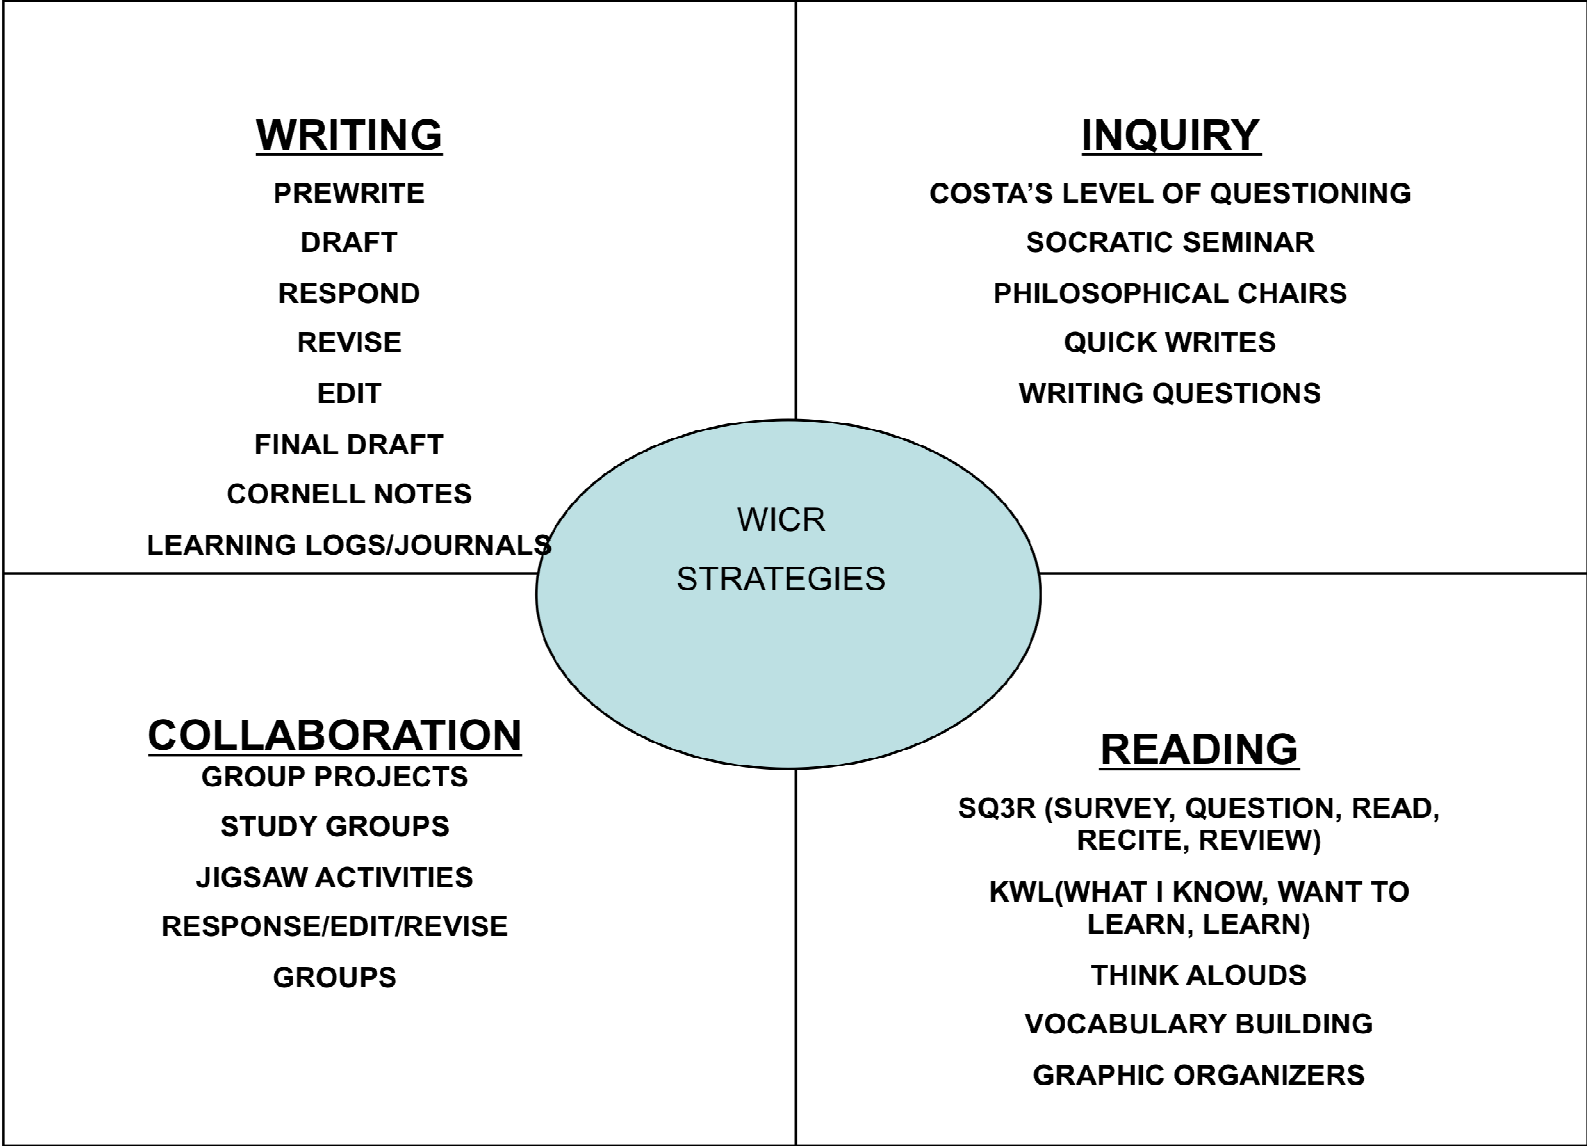 WRITING
PREWRITE
DRAFT
RESPOND
REVISE
EDIT
FINAL DRAFT
CORNELL NOTES
LEARNING LOGS/JOURNALS
INQUIRY
COSTA’S LEVEL OF QUESTIONING
SOCRATIC SEMINAR
PHILOSOPHICAL CHAIRS
QUICK WRITES
WRITING QUESTIONS
WICR
STRATEGIES
COLLABORATION
GROUP PROJECTS
STUDY GROUPS
JIGSAW ACTIVITIES
RESPONSE/EDIT/REVISE
GROUPS
READING
SQ3R (SURVEY, QUESTION, READ,
RECITE, REVIEW)
KWL(WHAT I KNOW, WANT TO
LEARN, LEARN)
THINK ALOUDS
VOCABULARY BUILDING
GRAPHIC ORGANIZERS